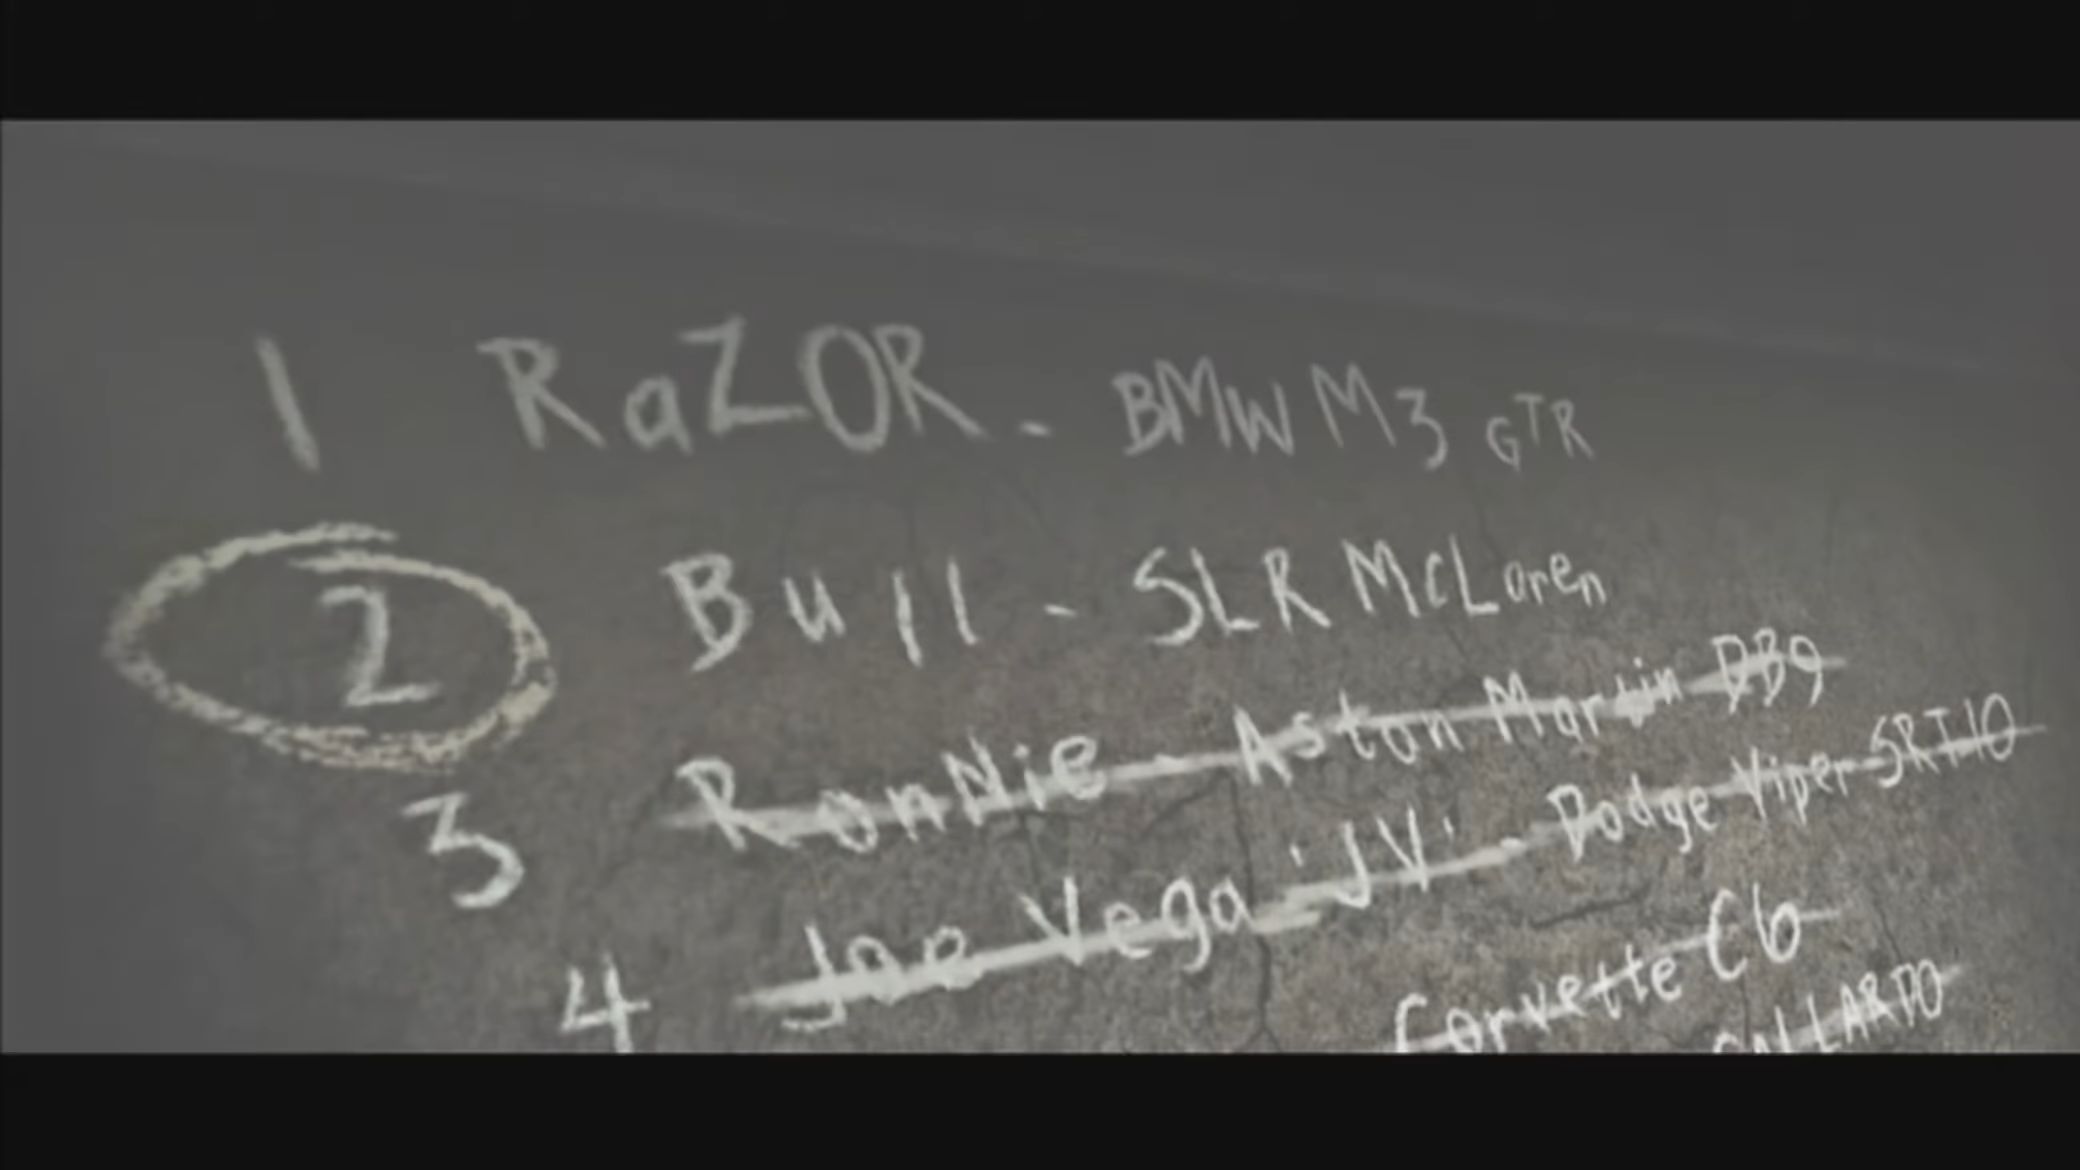 1 RaZOR - BMW M3 GTR
2 Bull - SLR McLaren
3 RonNie - Aston Martin DB9
4 Joe Vega 'JV' - Dodge Viper SRT10
Corvette C6
GALLARDO